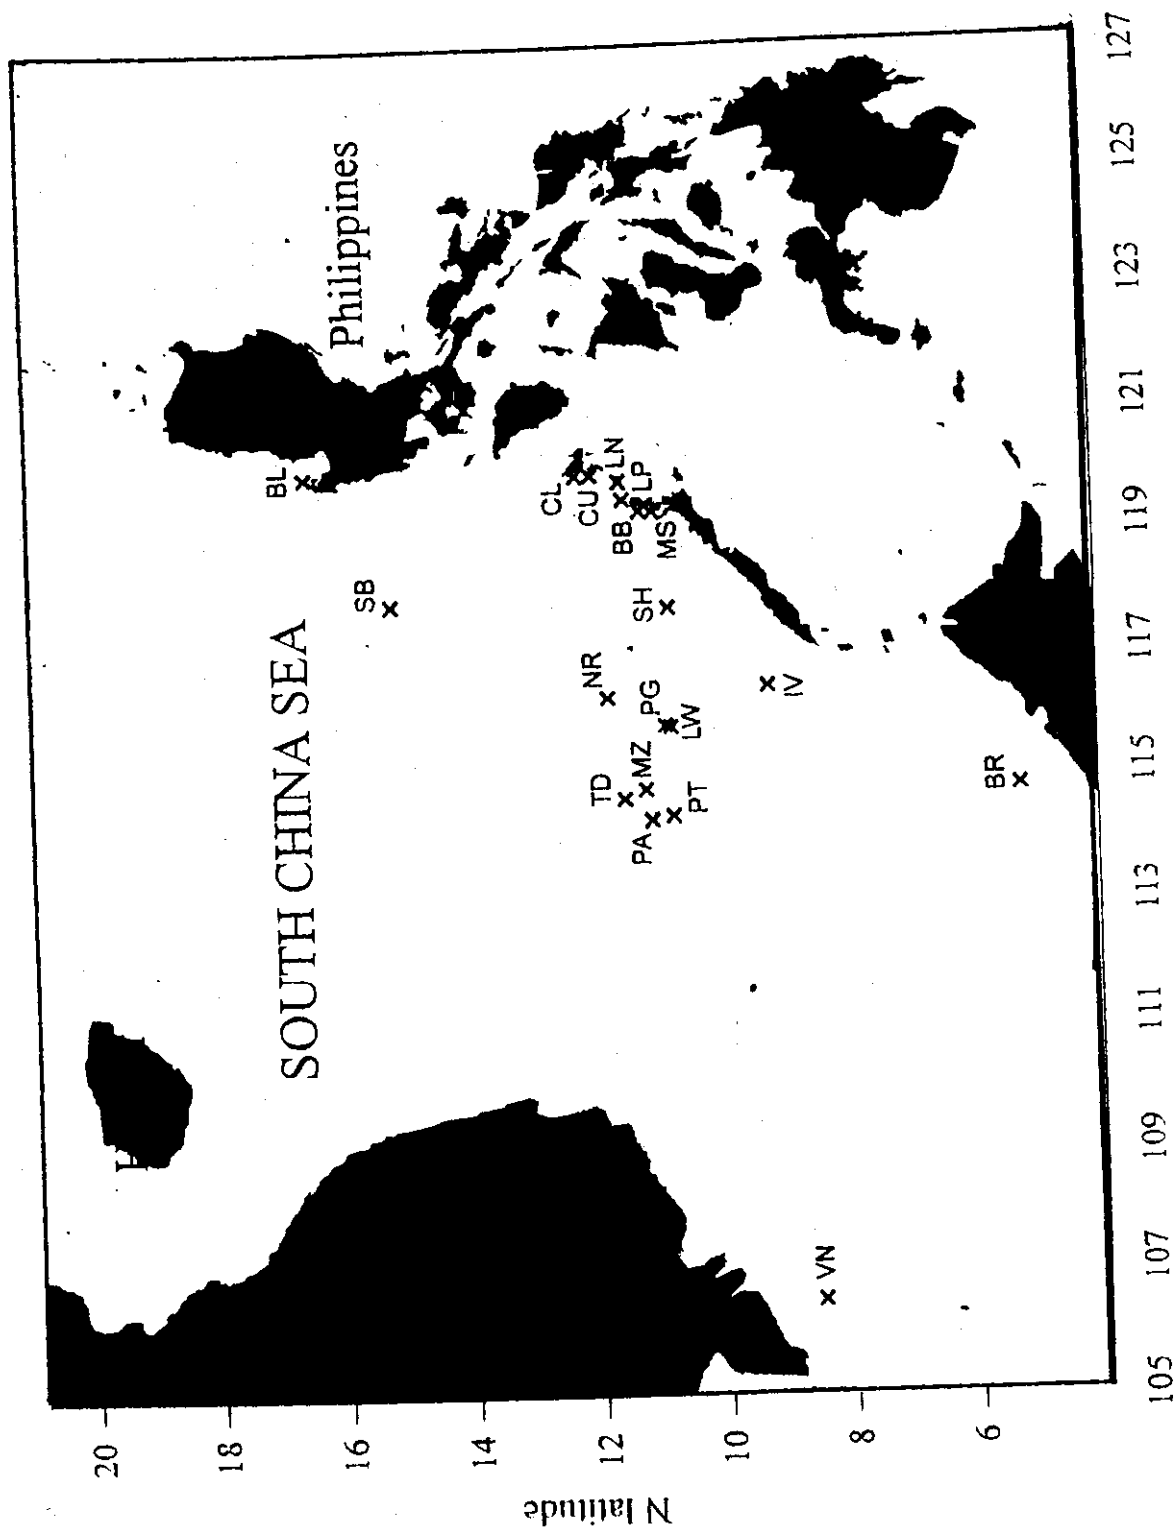 Philippines
SOUTH CHINA SEA
BL
SB
CL
CU
LN
LP
BB
MS
SH
NR
PG
LW
IV
TD
MZ
PA
PT
BR
H
VN
20
18
16
14
12
10
8
6
N latitude
105
107
109
111
113
115
117
119
121
123
125
127